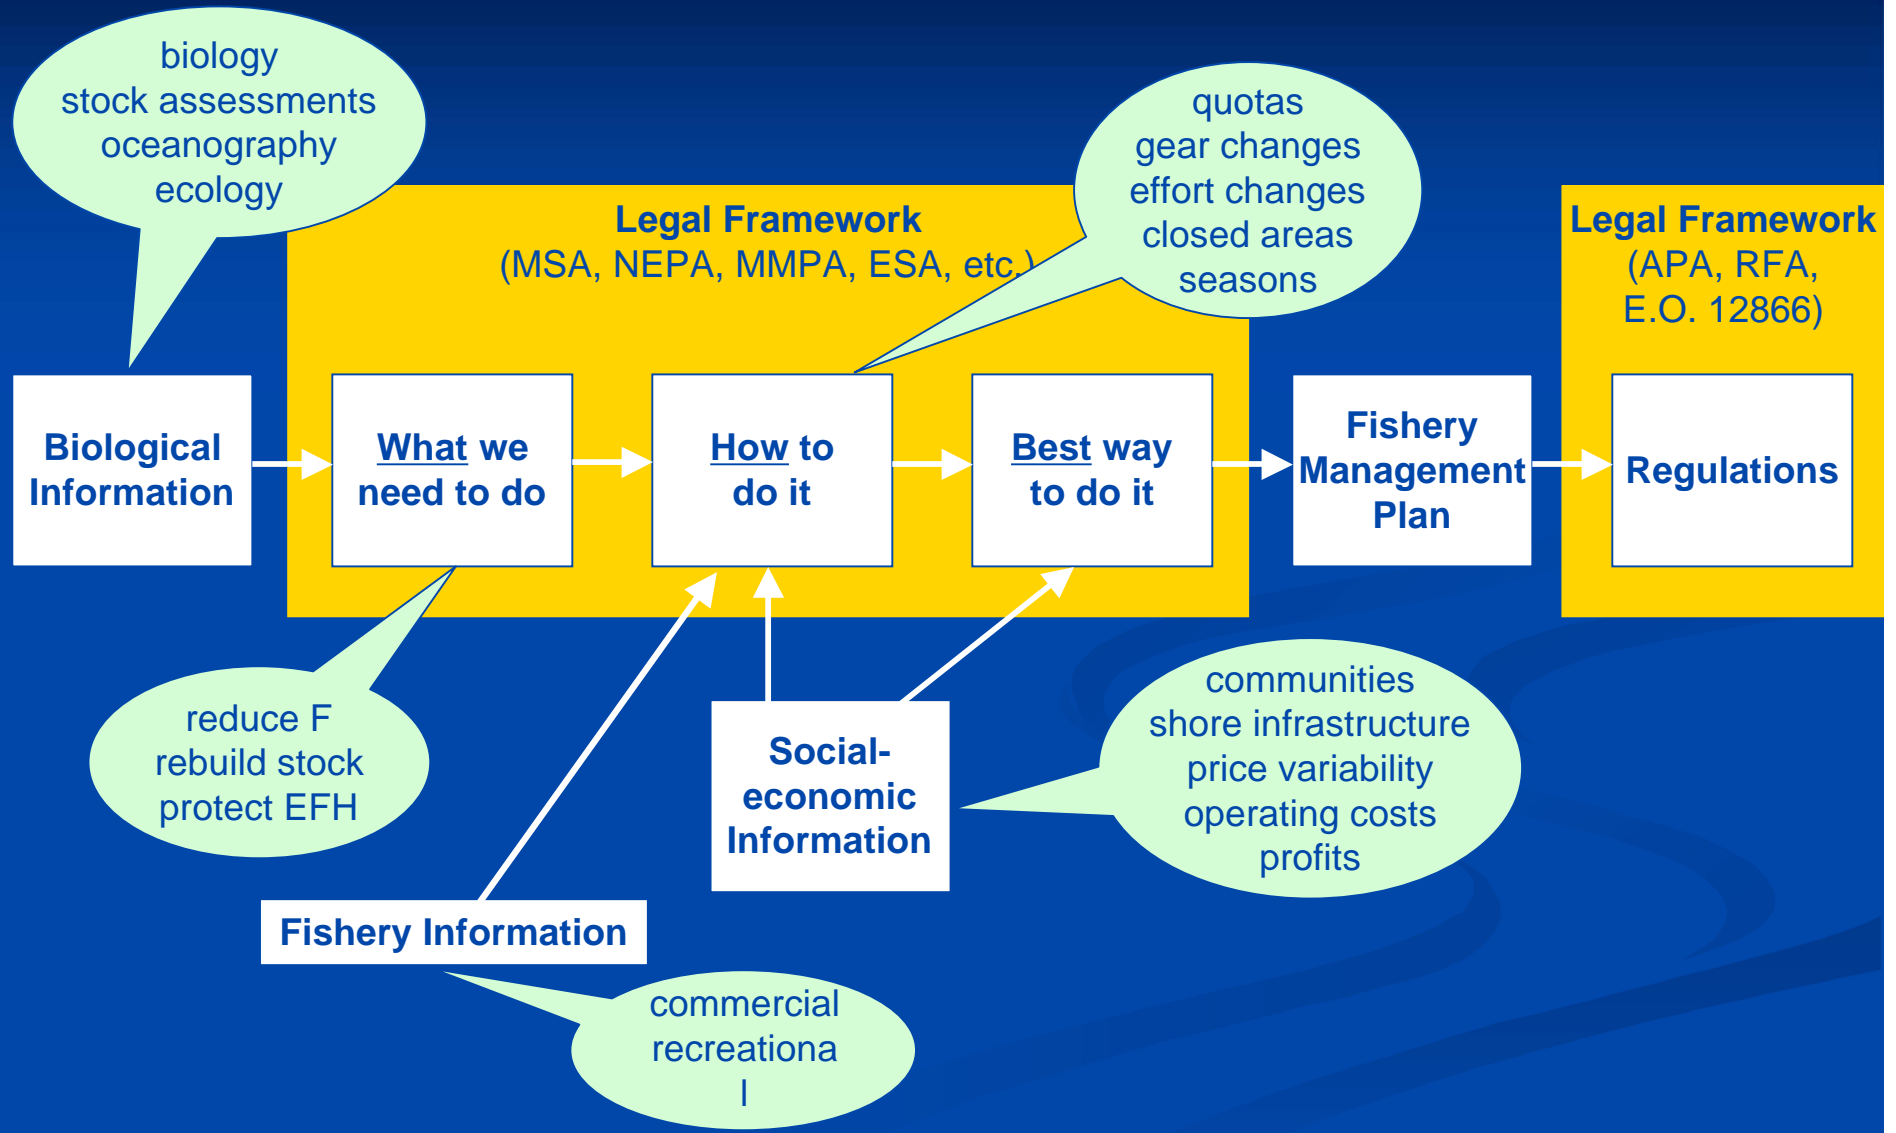 biology
stock assessments
oceanography
ecology
quotas
gear changes
effort changes
closed areas
seasons
Legal Framework
(MSA, NEPA, MMPA, ESA, etc.)
Legal Framework
(APA, RFA,
E.O. 12866)
Biological
Information
What we
need to do
How to
do it
Best way
to do it
Fishery
Management
Plan
Regulations
reduce F
rebuild stock
protect EFH
Social-
economic
Information
communities
shore infrastructure
price variability
operating costs
profits
Fishery Information
commercial
recreationa
l